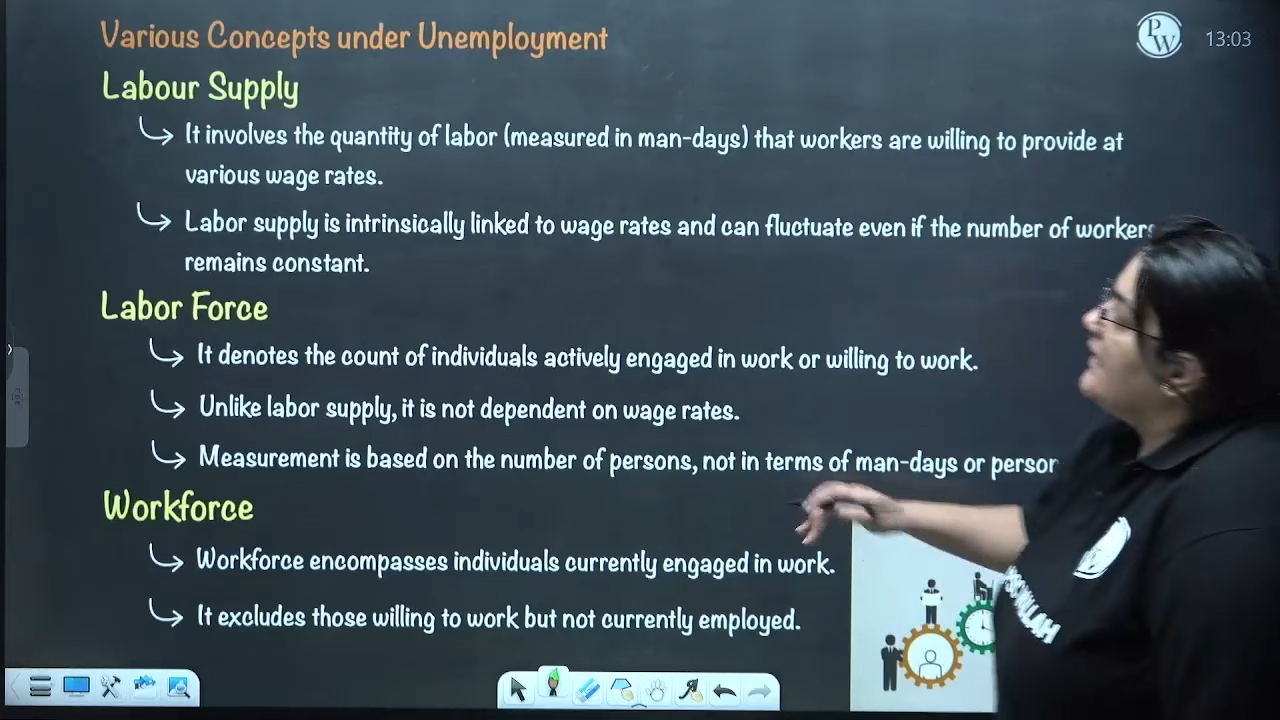 Various Concepts under Unemployment
PW
13:03
Labour Supply
It involves the quantity of labor (measured in man-days) that workers are willing to provide at
various wage rates.
Labor supply is intrinsically linked to wage rates and can fluctuate even if the number of workers
remains constant.
Labor Force
It denotes the count of individuals actively engaged in work or willing to work.
Unlike labor supply, it is not dependent on wage rates.
Measurement is based on the number of persons, not in terms of man-days or person
Workforce
Workforce encompasses individuals currently engaged in work.
It excludes those willing to work but not currently employed.